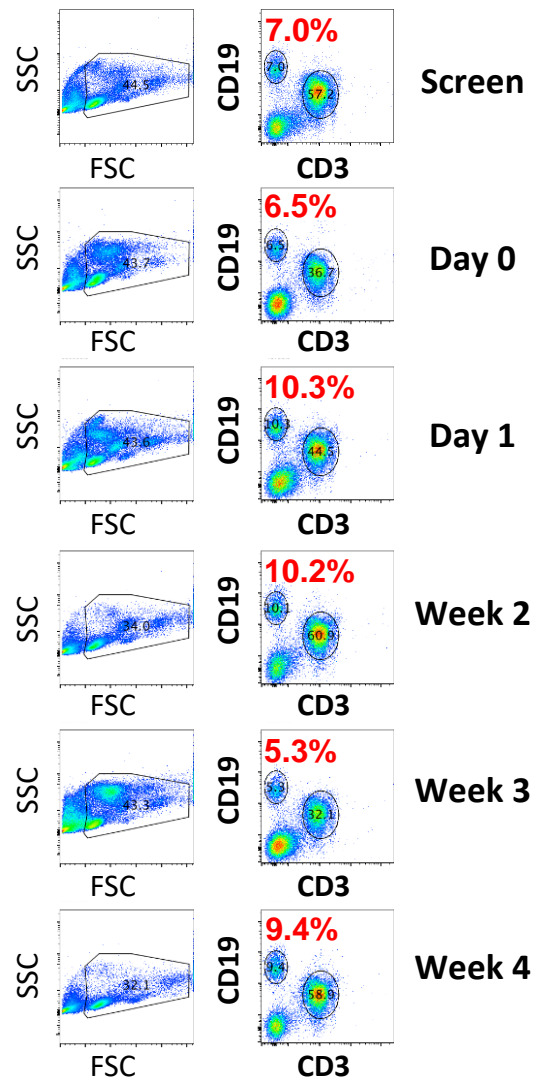 7.0%
SSC
44.5
CD19
7.0
57.2
Screen
FSC
CD3
6.5%
SSC
43.7
CD19
6.5
36.7
Day 0
FSC
CD3
10.3%
SSC
43.6
CD19
10.3
44.5
Day 1
FSC
CD3
10.2%
SSC
34.0
CD19
10.1
60.9
Week 2
FSC
CD3
5.3%
SSC
43.3
CD19
5.3
32.1
Week 3
FSC
CD3
9.4%
SSC
32.1
CD19
9.4
58.9
Week 4
FSC
CD3